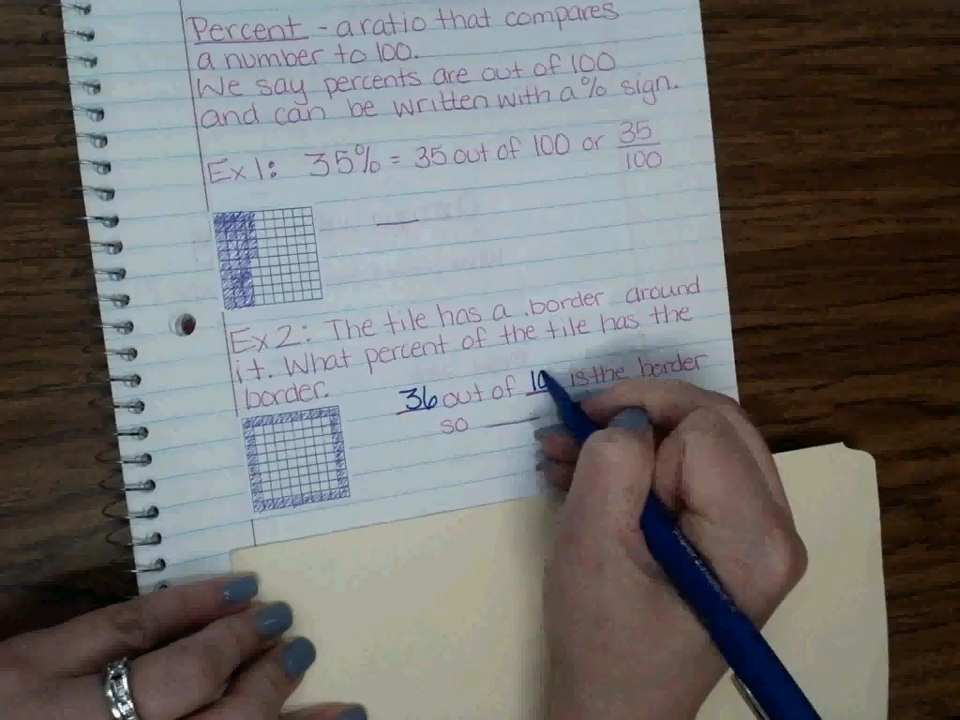 Percent - a ratio that compares
a number to 100.
We say percents are out of 100
and can be written with a % sign.
Ex 1: 35% = 35 out of 100 or 35/100
Ex 2: The tile has a border around
it. What percent of the tile has the
border.
36 out of 10 is the border
so